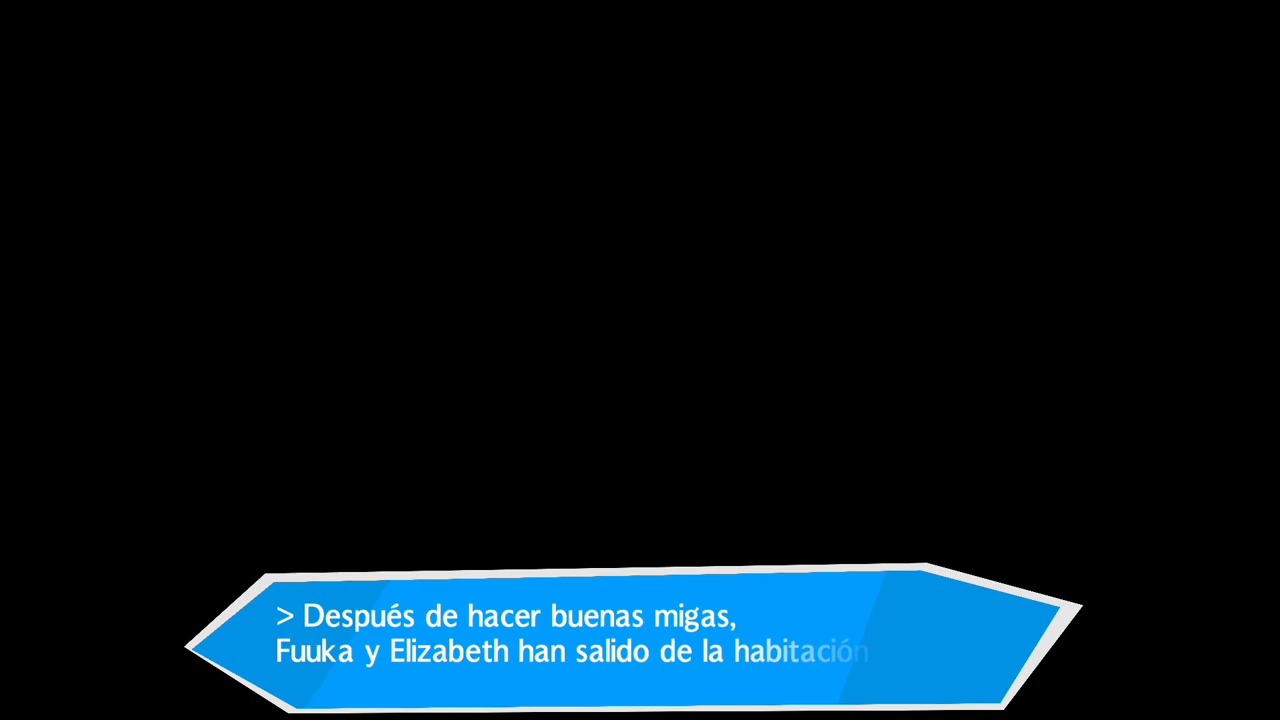 > Después de hacer buenas migas,
Fuuka y Elizabeth han salido de la habitación